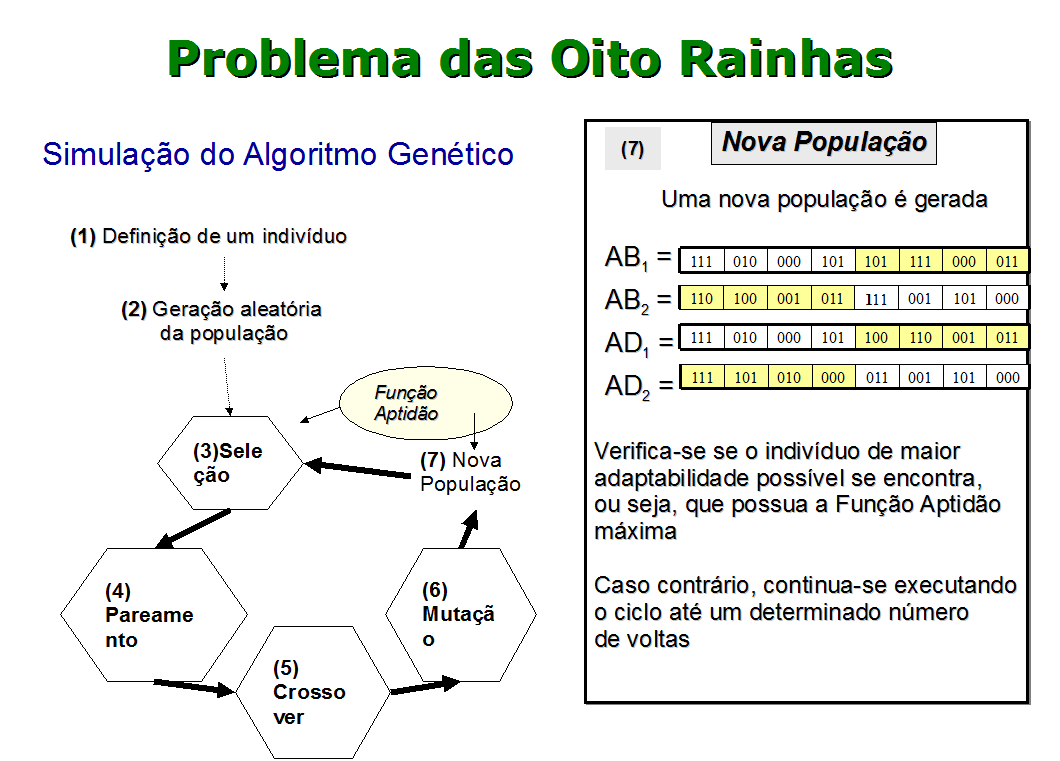 Problema das Oito Rainhas
Simulação do Algoritmo Genético
(1) Definição de um indivíduo
(2) Geração aleatória
da população
Função
Aptidão
(3)Sele
ção
(7) Nova
População
(4)
Pareame
nto
(5)
Crosso
ver
(6)
Mutaçã
o
(7)
Nova População
Uma nova população é gerada
AB1 = 111 010 000 101 101 111 000 011
AB2 = 110 100 001 011 111 001 101 000
AD1 = 111 010 000 101 100 110 001 011
AD2 = 111 101 010 000 011 001 101 000
Verifica-se se o indivíduo de maior
adaptabilidade possível se encontra,
ou seja, que possua a Função Aptidão
máxima
Caso contrário, continua-se executando
o ciclo até um determinado número
de voltas